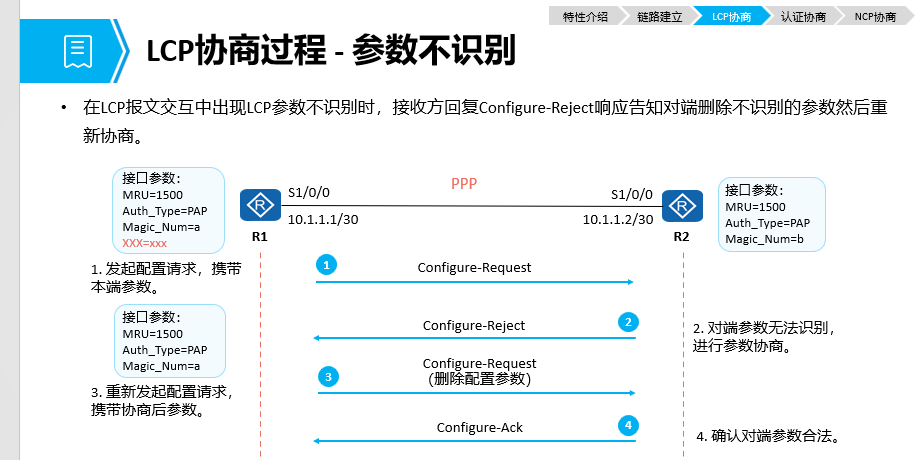 特性介绍
链路建立
LCP协商
认证协商
NCP协商
LCP协商过程 - 参数不识别
• 在LCP报文交互中出现LCP参数不识别时，接收方回复Configure-Reject响应告知对端删除不识别的参数然后重
新协商。
接口参数：
MRU=1500
Auth_Type=PAP
Magic_Num=a
XXX=xxx
S1/0/0
10.1.1.1/30
R1
PPP
S1/0/0
10.1.1.2/30
R2
接口参数：
MRU=1500
Auth_Type=PAP
Magic_Num=b
1. 发起配置请求，携带
本端参数。
1
Configure-Request
Configure-Reject
2
2. 对端参数无法识别，
进行参数协商。
接口参数：
MRU=1500
Auth_Type=PAP
Magic_Num=a
3. 重新发起配置请求，
携带协商后参数。
3
Configure-Request
(删除配置参数)
Configure-Ack
4
4. 确认对端参数合法。